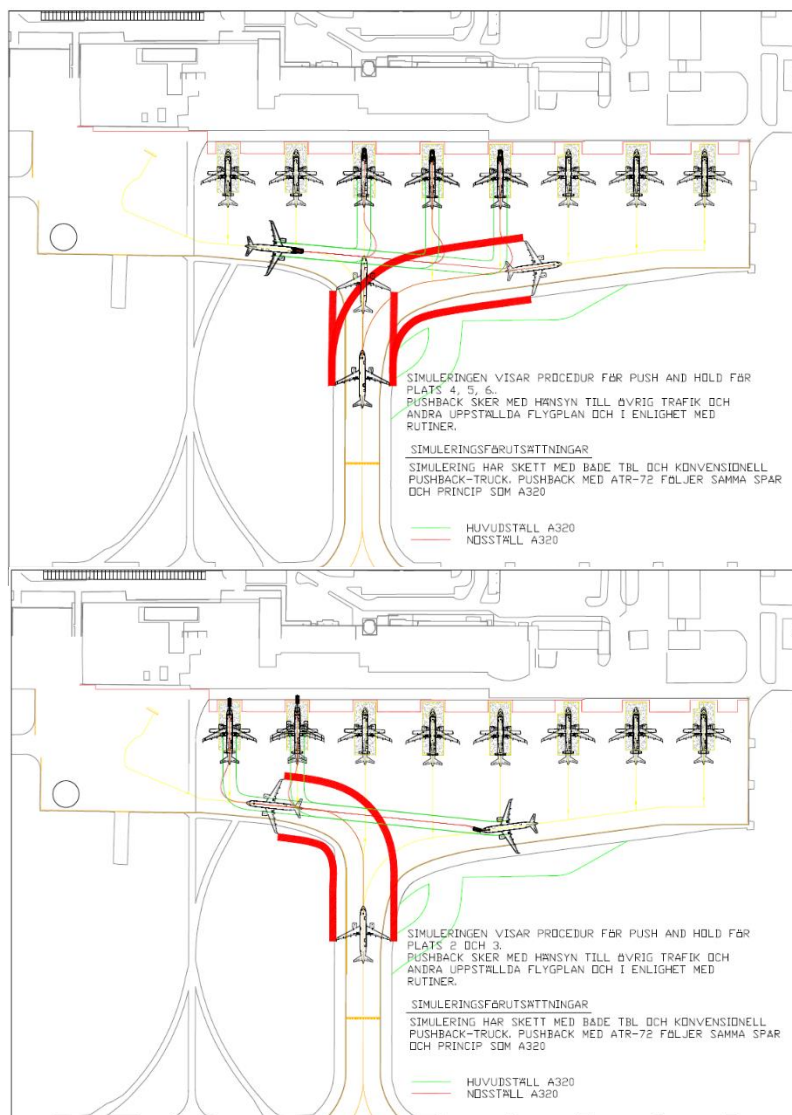 SIMULERINGEN VISAR PROCEDUR FÖR PUSH AND HOLD FÖR
PLATS 4, 5, 6..
PUSHBACK SKER MED HÄNSYN TILL ÖVRIG TRAFIK OCH
ANDRA UPPSTÄLLDA FLYGPLAN OCH I ENLIGHET MED
RUTINER.
SIMULERINGSFÖRUTSÄTTNINGAR
SIMULERING HAR SKETT MED BÅDE TBL OCH KONVENSIONELL
PUSHBACK-TRUCK. PUSHBACK MED ATR-72 FÖLJER SAMMA SPÅR
OCH PRINCIP SOM A320
HUVUDSTÄLL A320
NOSSTÄLL A320
SIMULERINGEN VISAR PROCEDUR FÖR PUSH AND HOLD FÖR
PLATS 2 OCH 3.
PUSHBACK SKER MED HÄNSYN TILL ÖVRIG TRAFIK OCH
ANDRA UPPSTÄLLDA FLYGPLAN OCH I ENLIGHET MED
RUTINER.
SIMULERINGSFÖRUTSÄTTNINGAR
SIMULERING HAR SKETT MED BÅDE TBL OCH KONVENSIONELL
PUSHBACK-TRUCK. PUSHBACK MED ATR-72 FÖLJER SAMMA SPÅR
OCH PRINCIP SOM A320
HUVUDSTÄLL A320
NOSSTÄLL A320